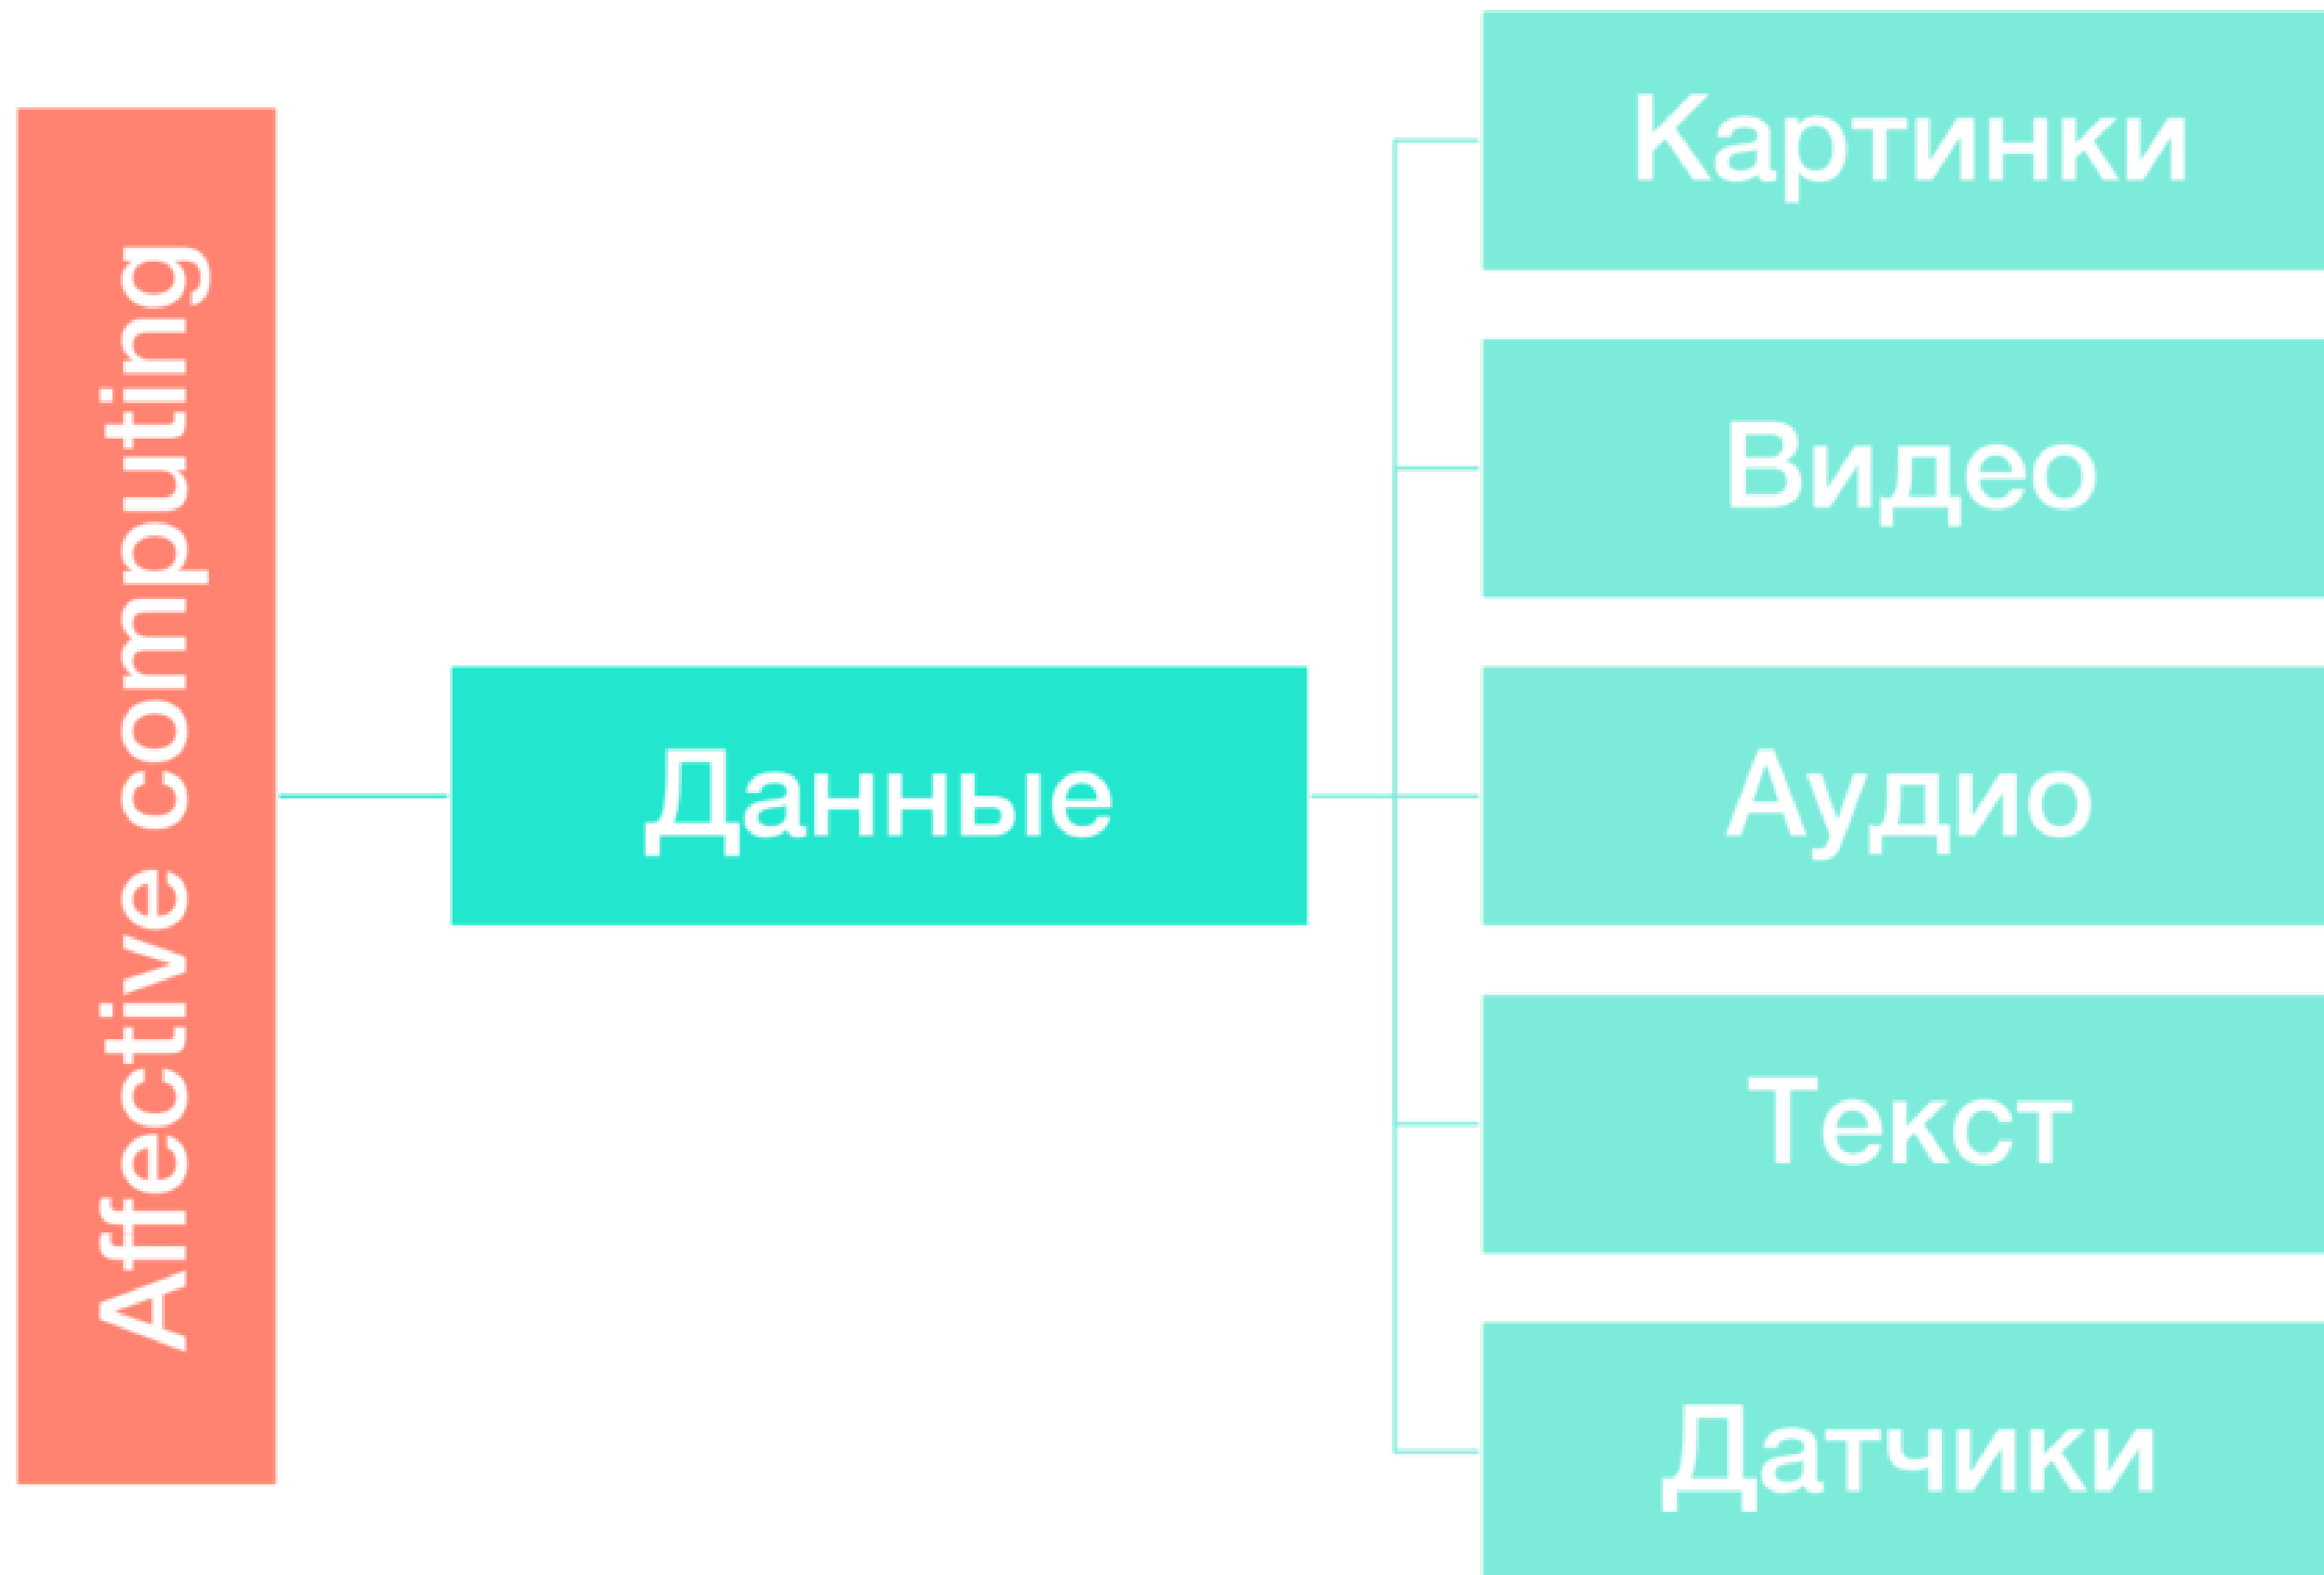 Affective computing
Данные
Картинки
Видео
Аудио
Текст
Датчики